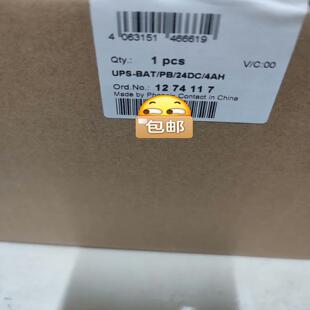 4 063151 466619
Qty.: 1 pcs V/C:00
UPS-BAT/PB/24DC/4AH
Ord.No.: 12 74 11 7
Made by Phoenix Contact in China
包邮